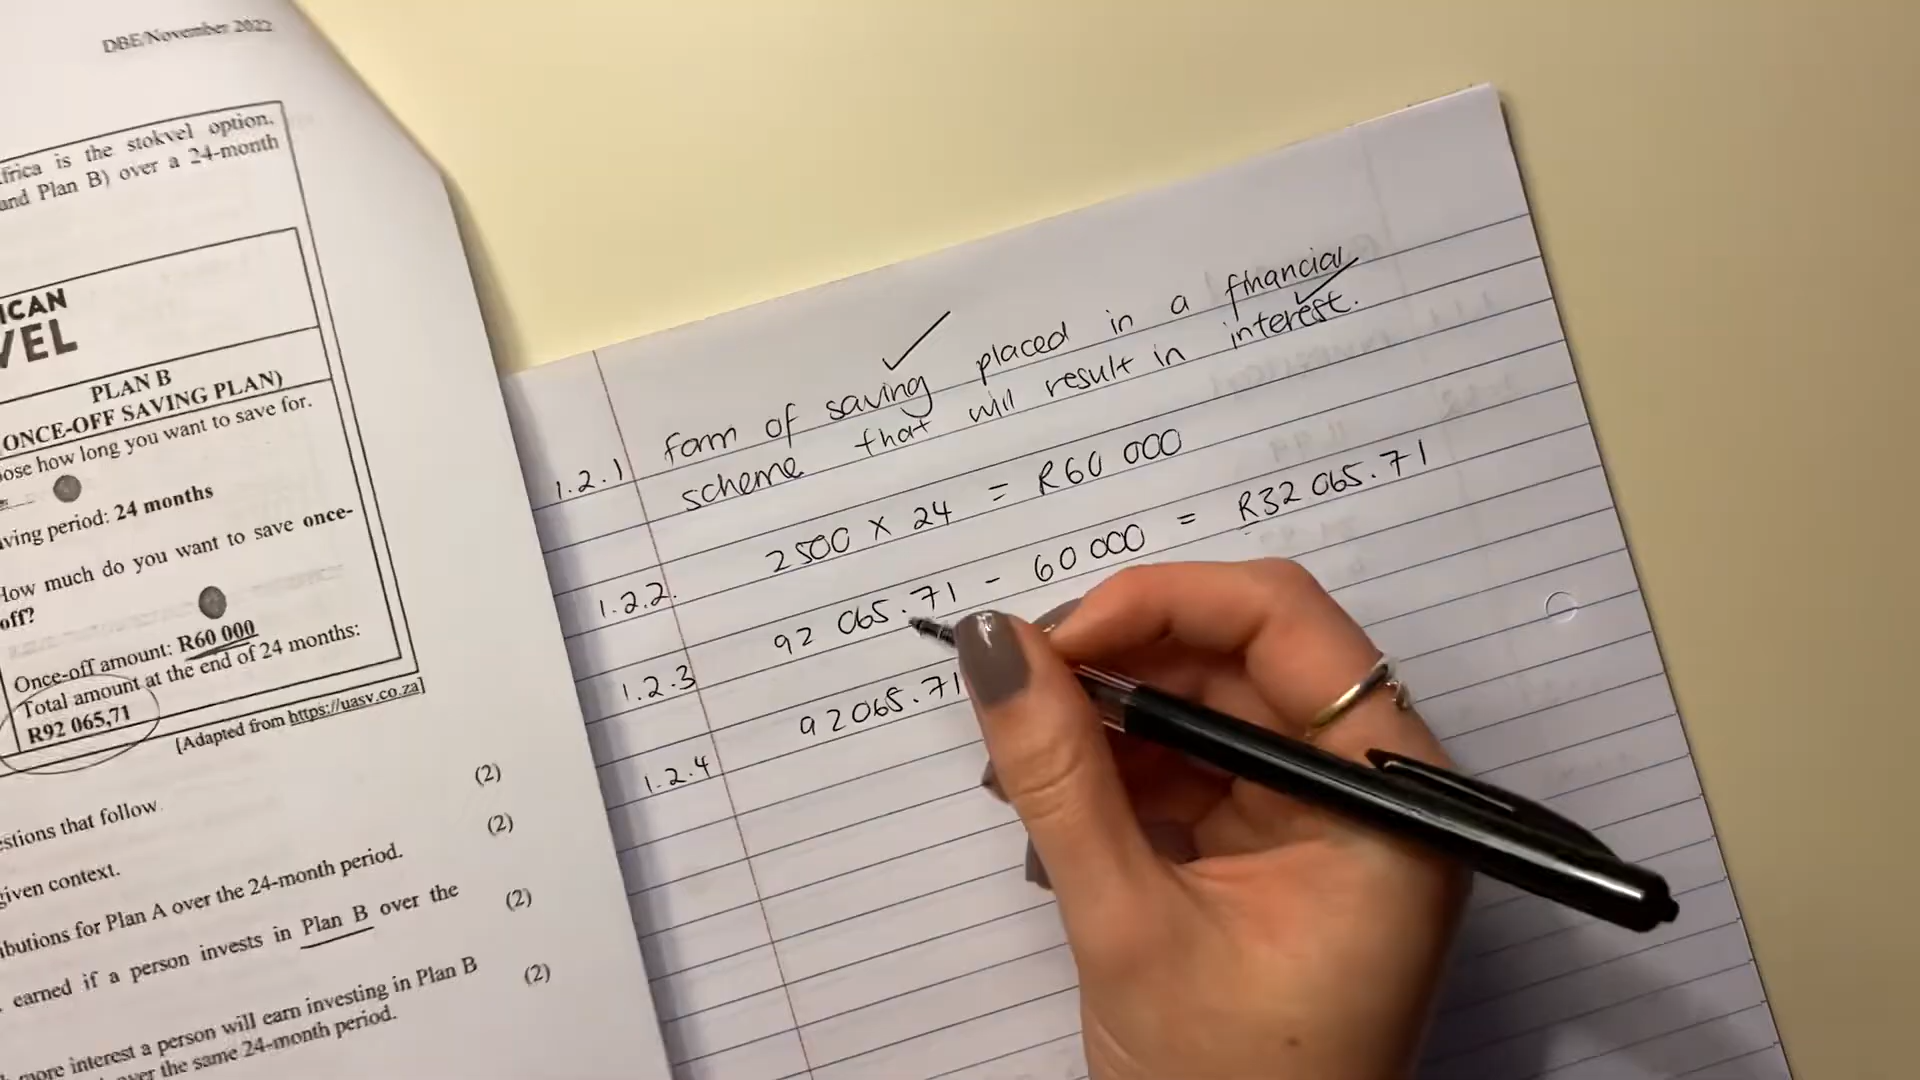 DBE/November 2022
is the stokvel option.
and Plan B) over a 24-month
ICAN
VEL
PLAN B
ONCE-OFF SAVING PLAN)
how long you want to save for.
period: 24 months
How much do you want to save once-
off?
Once-off amount: R60 000
Total amount at the end of 24 months:
R92 065,71
[Adapted from https://uasv.co.za]
(2)
that follow.
(2)
given context.
for Plan A over the 24-month period.
(2)
earned if a person invests in Plan B over the
(2)
more interest a person will earn investing in Plan B
the same 24-month period.
1.2.1 form of saving placed in a financial
scheme that will result in interest.
1.2.2. 2500 x 24 = R60 000
1.2.3 92 065.71 - 60 000 = R32 065.71
1.2.4 92065.71